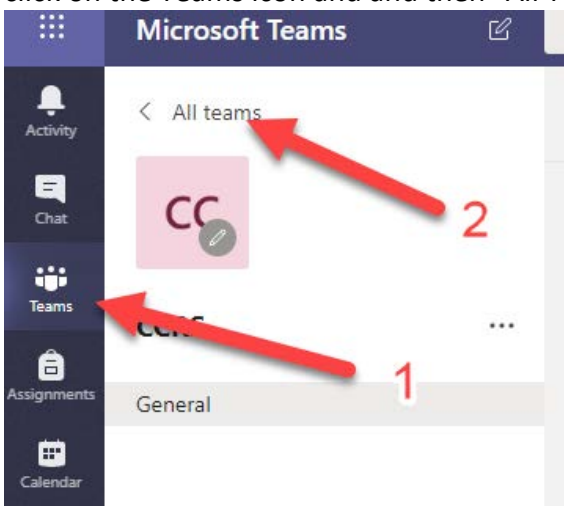 Microsoft Teams
Activity
< All teams
CC
Chat
2
Teams
1
Assignments
General
Calendar